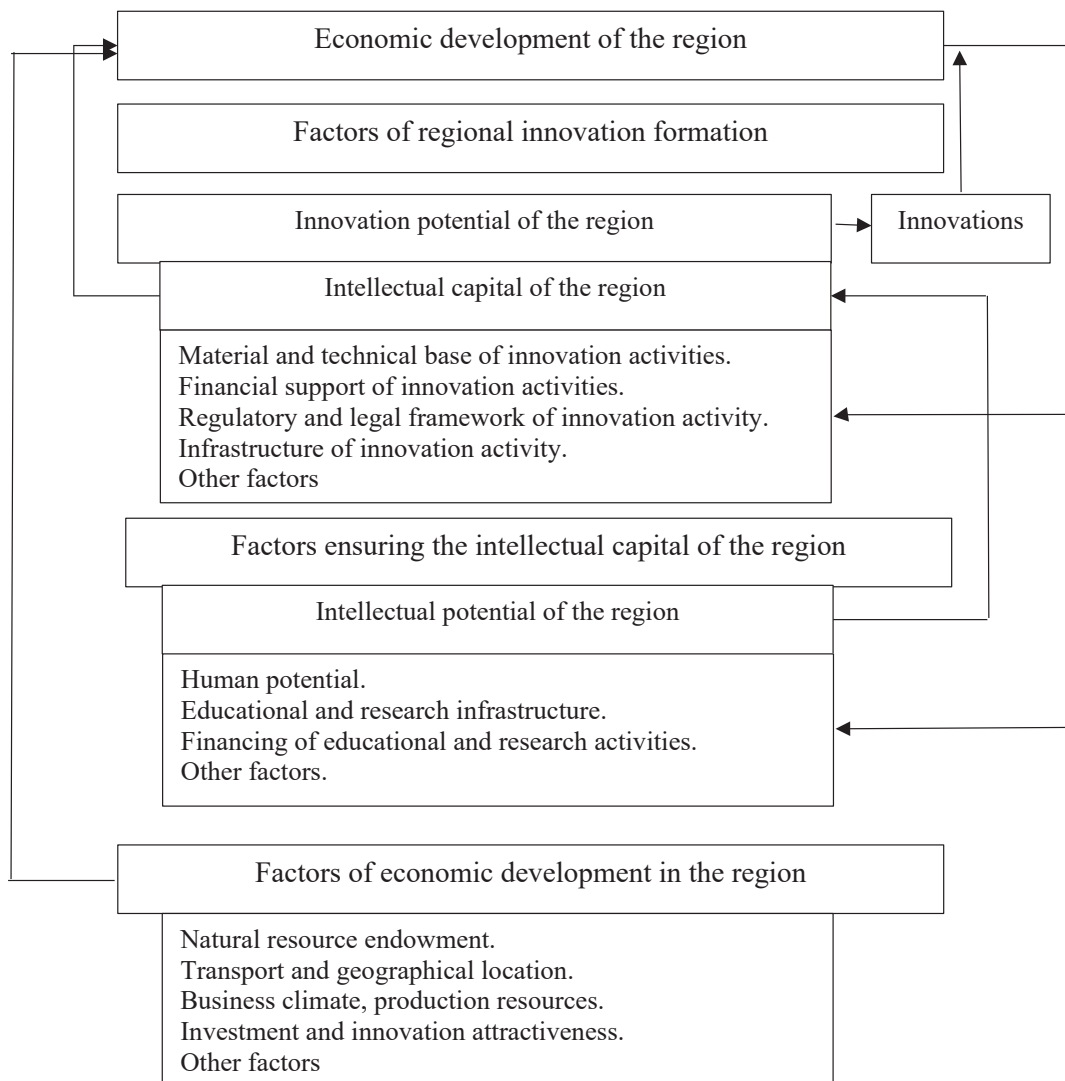 Economic development of the region
Factors of regional innovation formation
Innovation potential of the region
Innovations
Intellectual capital of the region
Material and technical base of innovation activities.
Financial support of innovation activities.
Regulatory and legal framework of innovation activity.
Infrastructure of innovation activity.
Other factors
Factors ensuring the intellectual capital of the region
Intellectual potential of the region
Human potential.
Educational and research infrastructure.
Financing of educational and research activities.
Other factors.
Factors of economic development in the region
Natural resource endowment.
Transport and geographical location.
Business climate, production resources.
Investment and innovation attractiveness.
Other factors